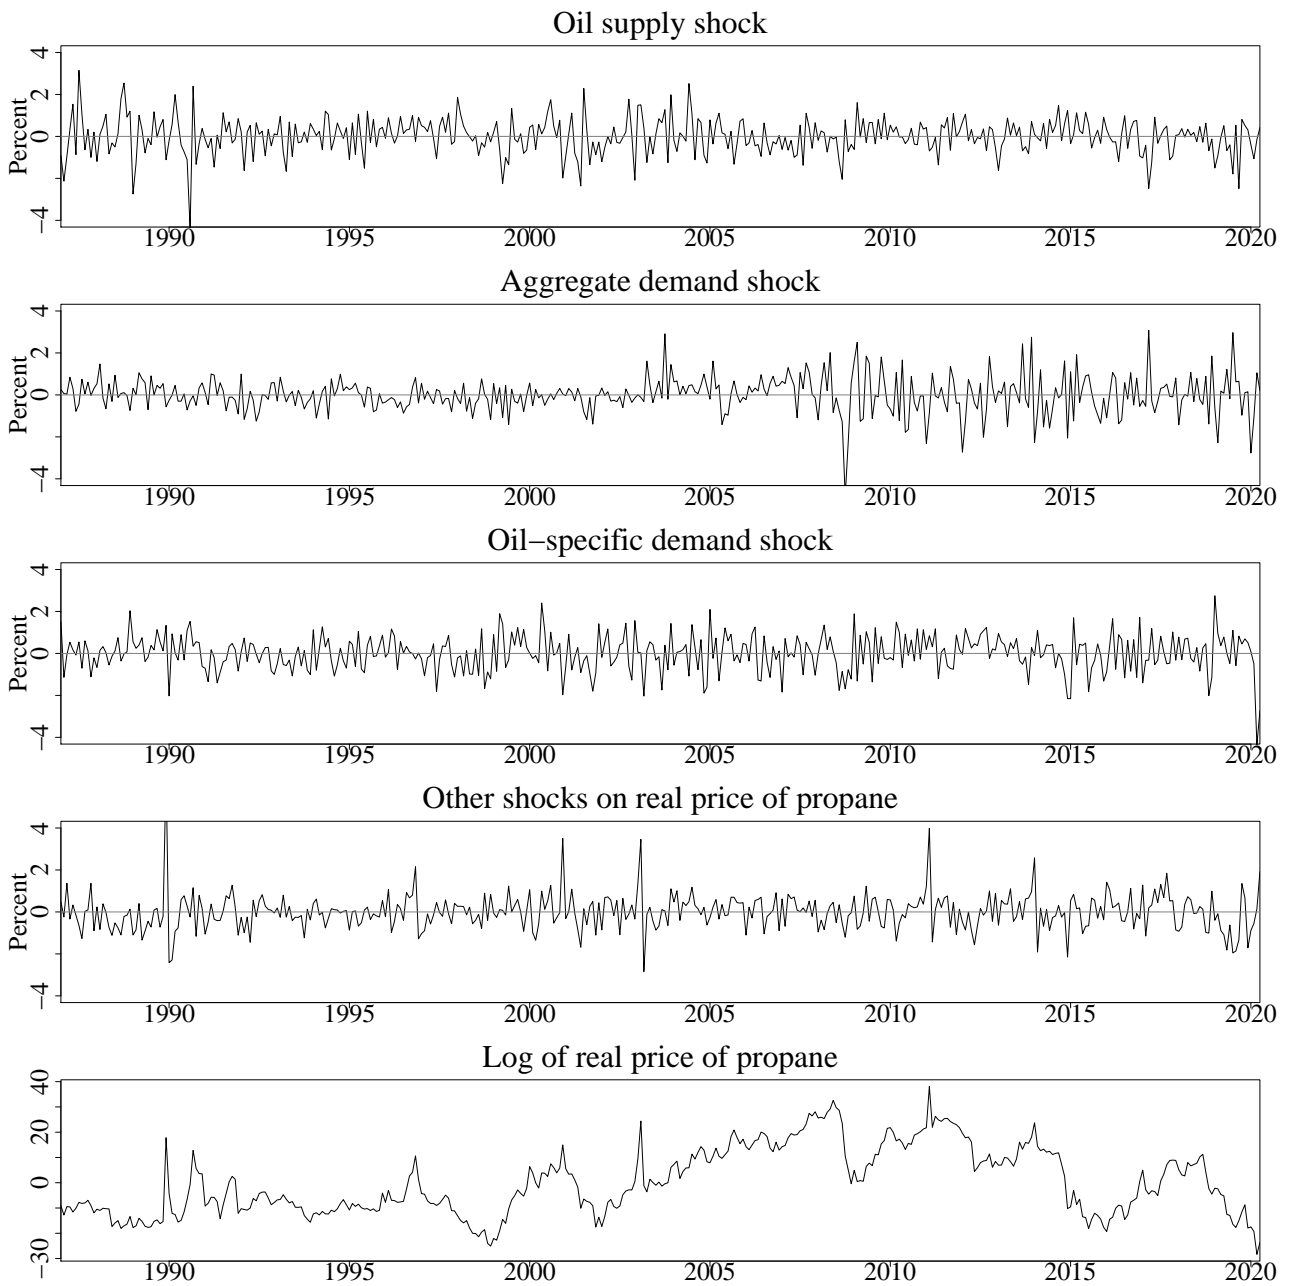 Oil supply shock
Percent
4
2
0
−4
1990 1995 2000 2005 2010 2015 2020
Aggregate demand shock
Percent
4
2
0
−4
1990 1995 2000 2005 2010 2015 2020
Oil−specific demand shock
Percent
4
2
0
−4
1990 1995 2000 2005 2010 2015 2020
Other shocks on real price of propane
Percent
4
2
0
−4
1990 1995 2000 2005 2010 2015 2020
Log of real price of propane
40
20
0
−30
1990 1995 2000 2005 2010 2015 2020